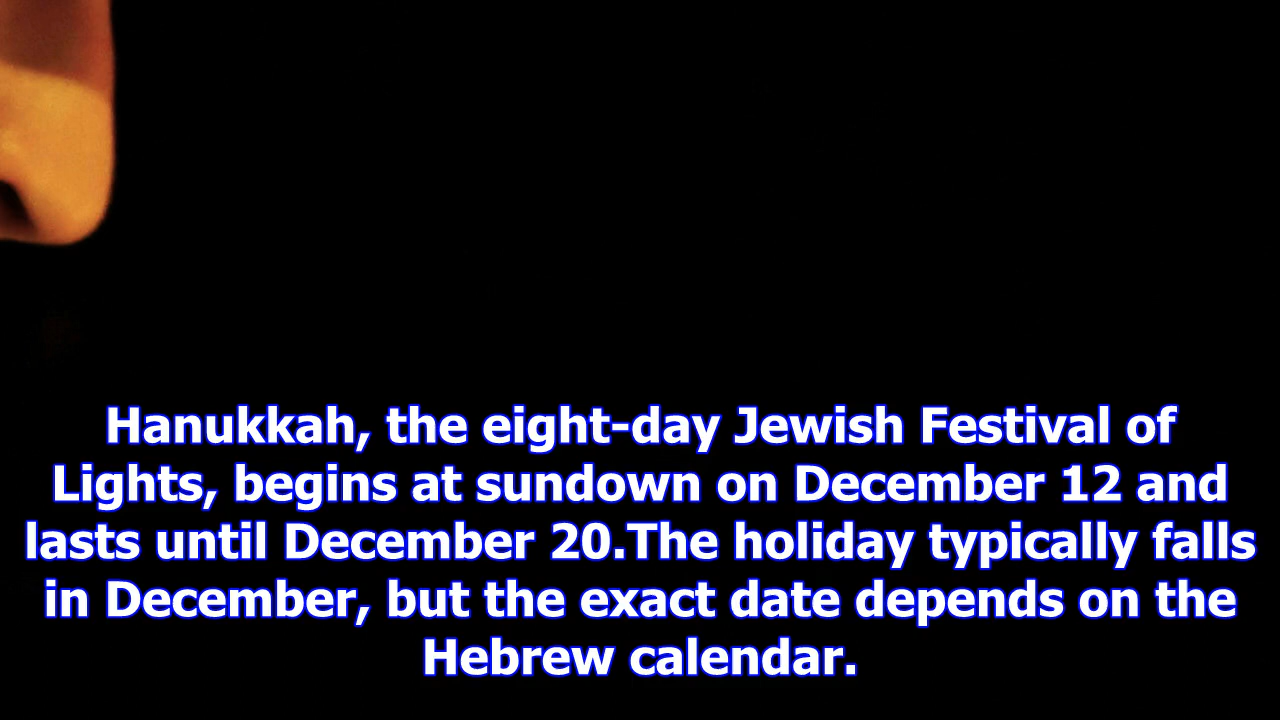 Hanukkah, the eight-day Jewish Festival of
Lights, begins at sundown on December 12 and
lasts until December 20.The holiday typically falls
in December, but the exact date depends on the
Hebrew calendar.